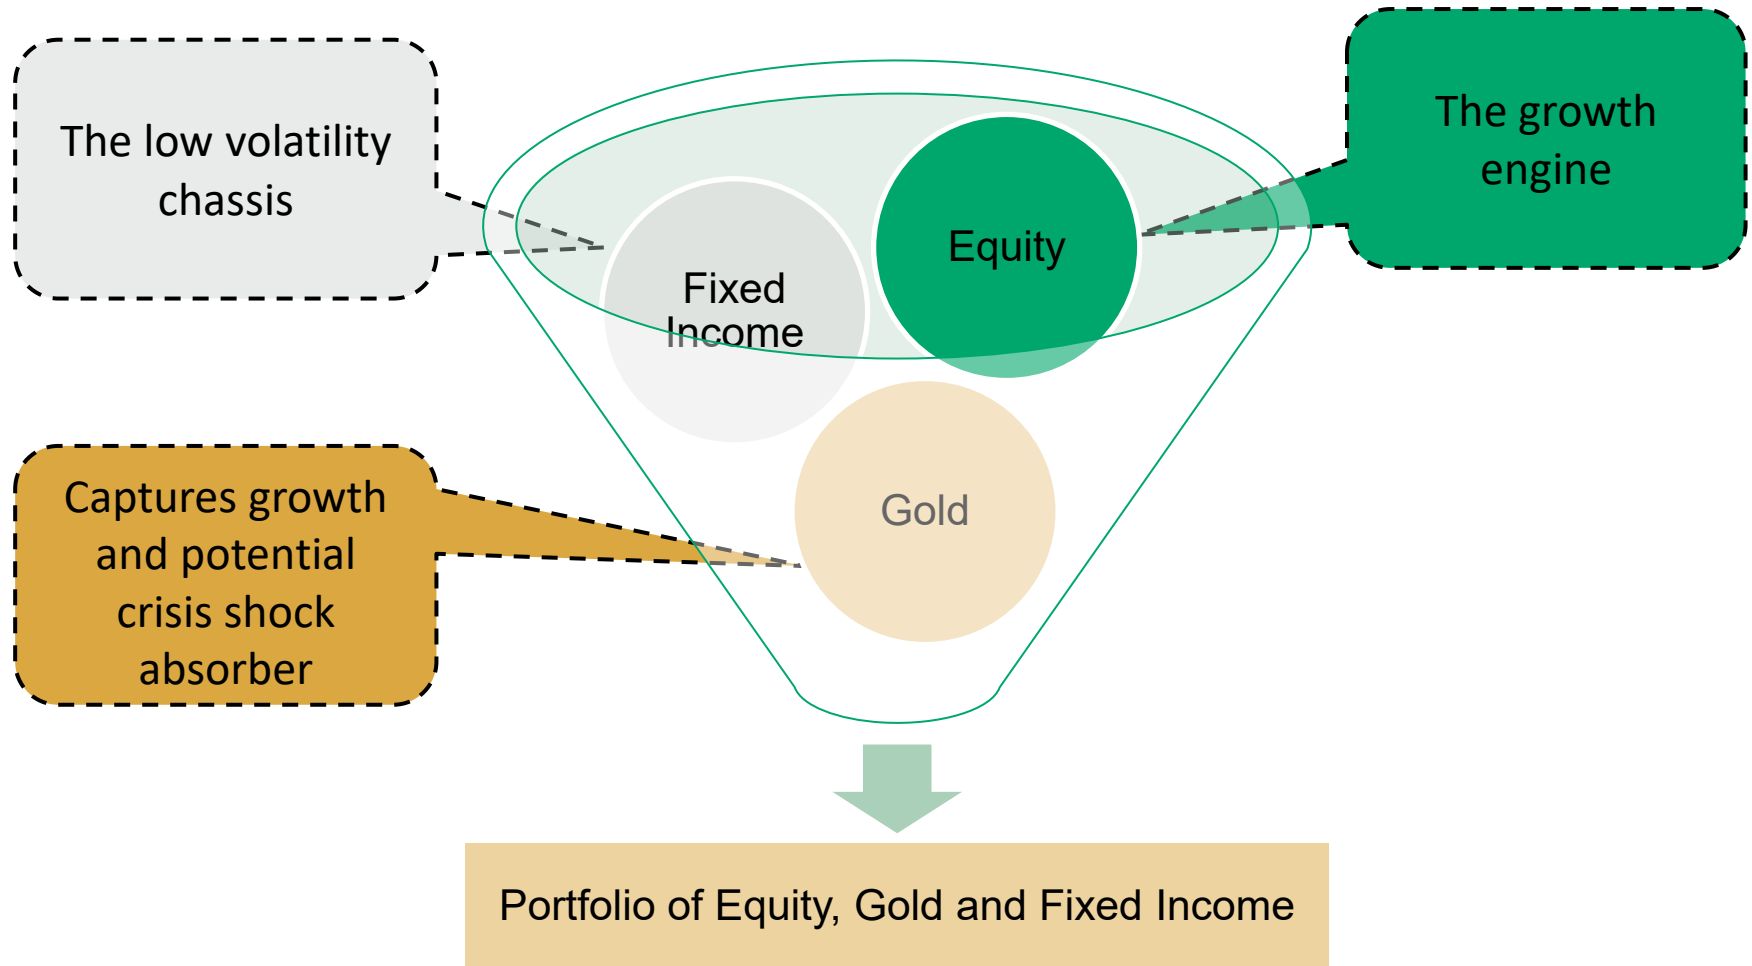 The low volatility
chassis
The growth
engine
Equity
Fixed
Income
Captures growth
and potential
crisis shock
absorber
Gold
Portfolio of Equity, Gold and Fixed Income